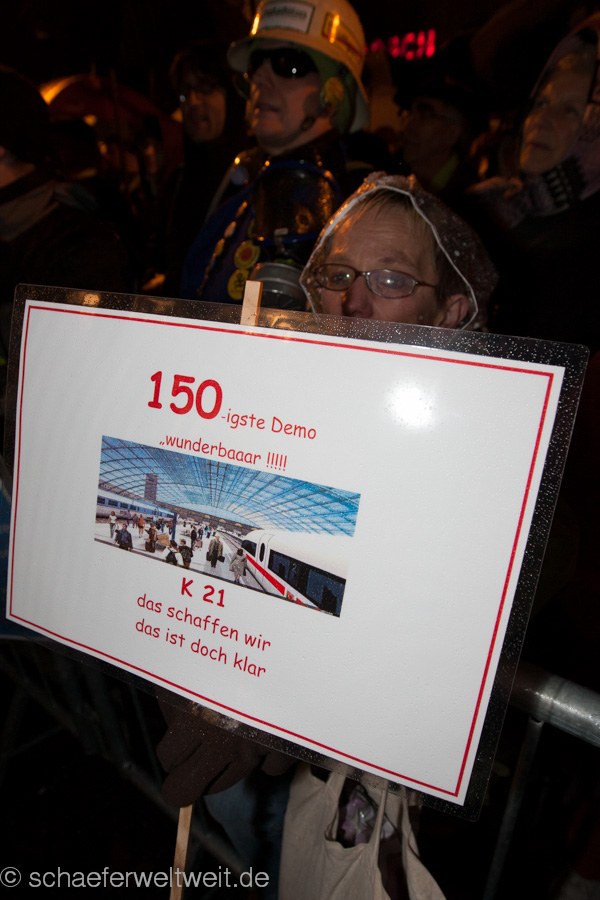 150-igste Demo
„wunderbaaar !!!!!
K 21
das schaffen wir
das ist doch klar
© schaeferweltweit.de